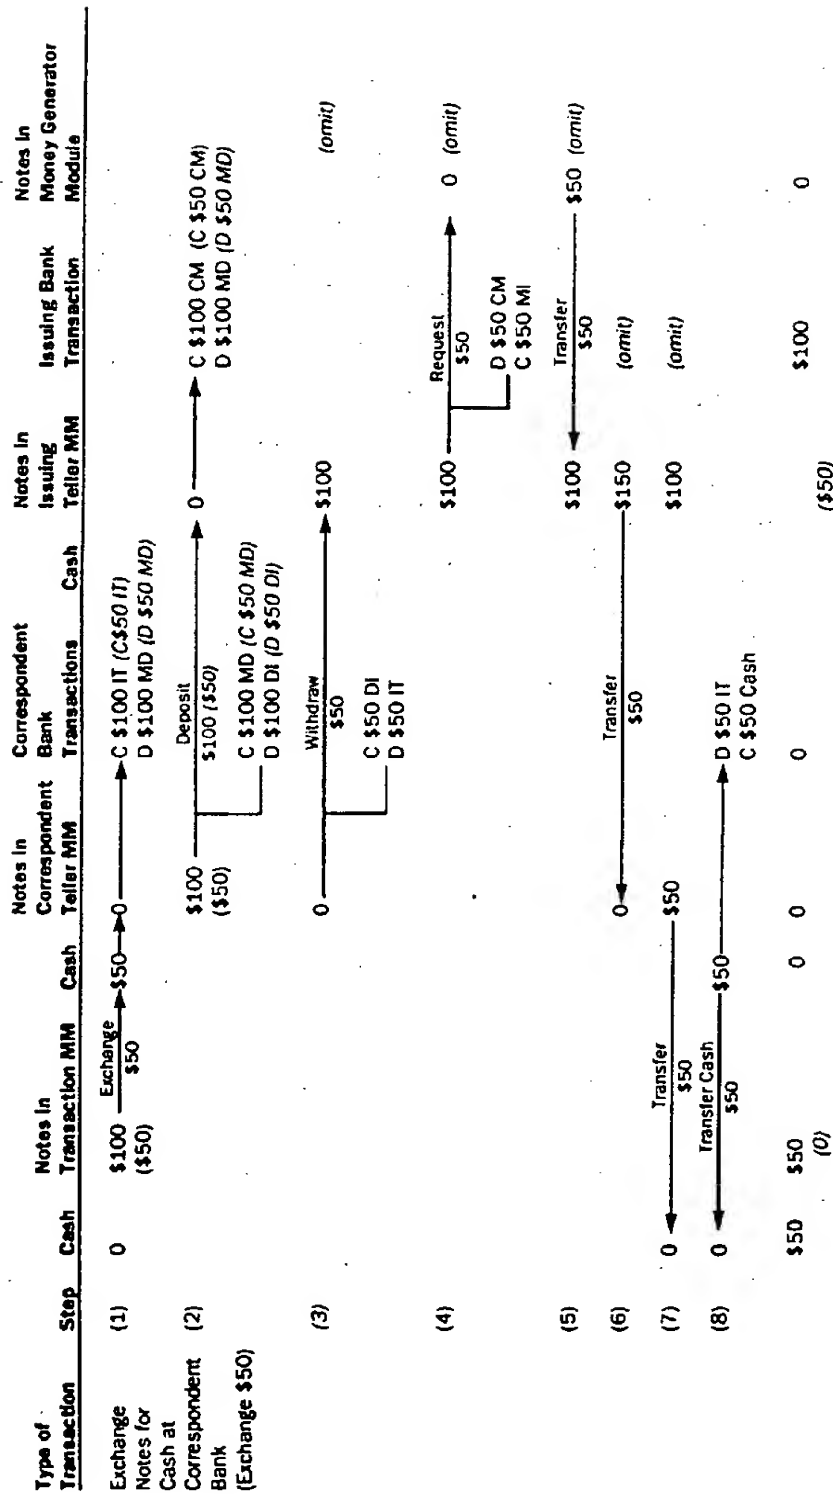 Type of Transaction Step Cash Notes In Transaction MM Cash Notes In Correspondent Teller MM Correspondent Bank Transactions Cash Notes In Issuing Teller MM Issuing Bank Transaction Notes In Money Generator Module
Exchange Notes for Cash at Correspondent Bank (Exchange $50)
(1) 0 $100 Exchange $50 0 C $100 IT (C$50 IT)
($50) $50 D $100 MD (D $50 MD)
(2) $100 Deposit 0 C $100 CM (C $50 CM)
($50) $100 ($50) D $100 MD (D $50 MD)
C $100 MD (C $50 MD)
D $100 DI (D $50 DI)
(3) 0 Withdraw $100 (omit)
$50
C $50 DI
D $50 IT
(4) $100 Request 0 (omit)
$50
D $50 CM
C $50 MI
(5) $100 Transfer $50 (omit)
$50
(6) 0 Transfer $150 (omit)
$50
(7) 0 Transfer $50 $100 (omit)
$50
(8) 0 Transfer Cash $50 D $50 IT
$50 C $50 Cash
$50 $50 0 0 0 $100 0
(0) ($50)